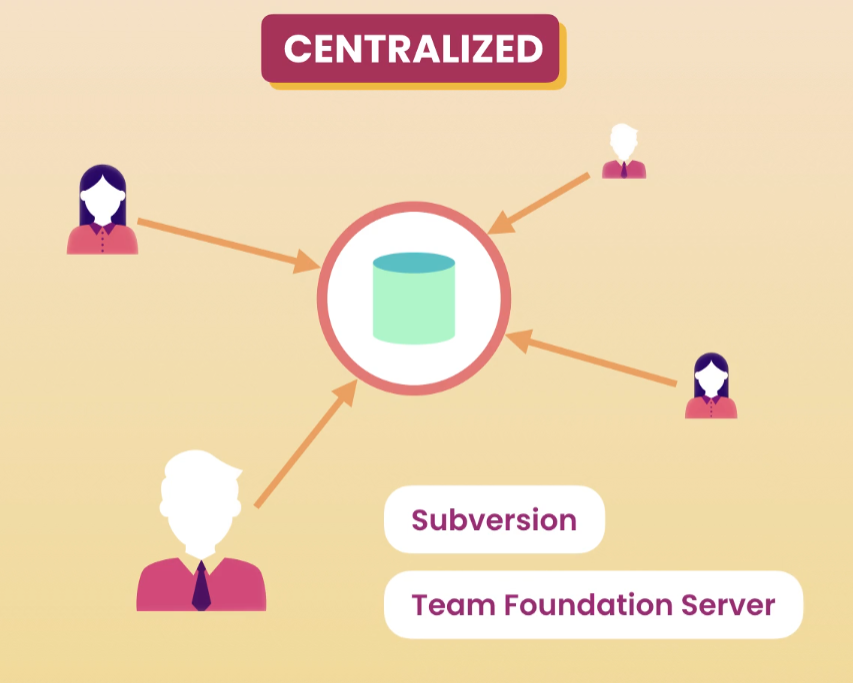 CENTRALIZED
Subversion
Team Foundation Server